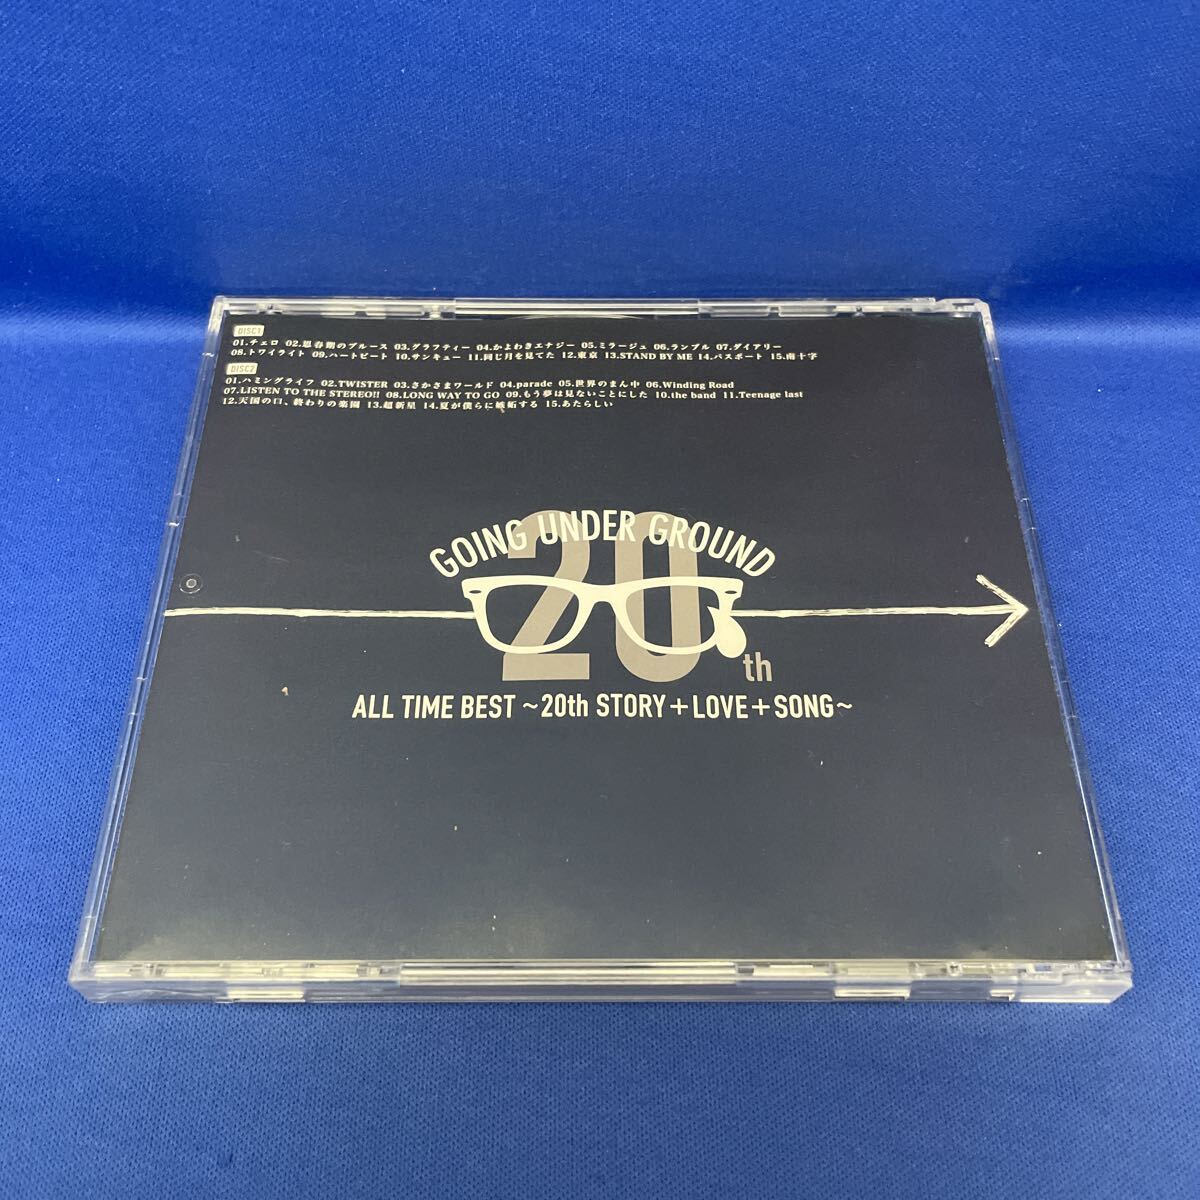 DISC1
01.チェロ 02.思春期のブルース 03.グラフティー 04.かよわきエナジー 05.ミラージュ 06.ランブル 07.ダイアリー
08.トワイライト 09.ハートビート 10.サンキュー 11.同じ月を見てた 12.東京 13.STAND BY ME 14.パスポート 15.南十字
DISC2
01.ハミングライフ 02.TWISTER 03.さかさまワールド 04.parade 05.世界のまん中 06.Winding Road
07.LISTEN TO THE STEREO!! 08.LONG WAY TO GO 09.もう夢は見ないことにした 10.the band 11.Teenage last
12.天国の口、終わりの楽園 13.超新星 14.夏が僕らに嫉妬する 15.あたらしい
GOING UNDER GROUND
20th
ALL TIME BEST ~20th STORY+LOVE+SONG~